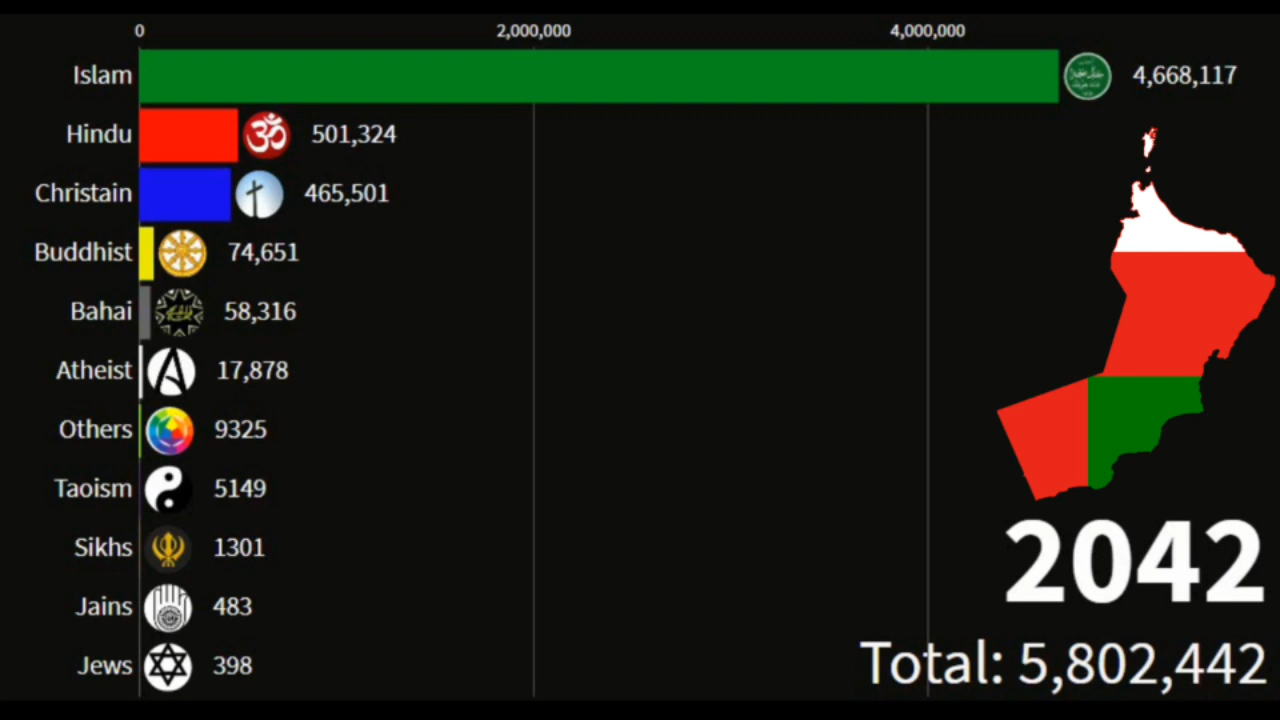 0 2,000,000 4,000,000
Islam 4,668,117
Hindu 501,324
Christain 465,501
Buddhist 74,651
Bahai 58,316
Atheist 17,878
Others 9325
Taoism 5149
Sikhs 1301
Jains 483
Jews 398
2042
Total: 5,802,442